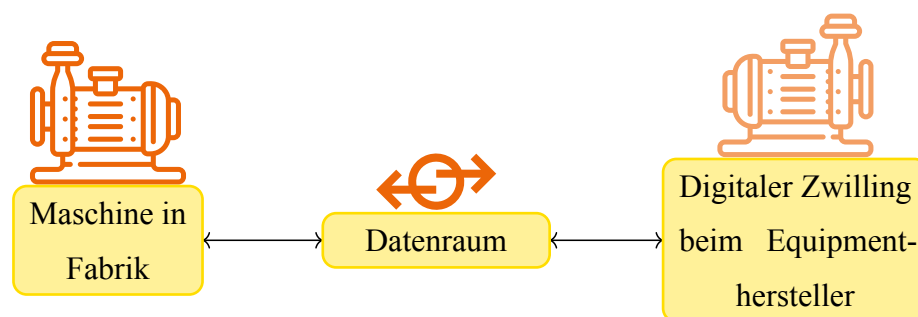 Maschine in
Fabrik
Datenraum
Digitaler Zwilling
beim Equipment-
hersteller